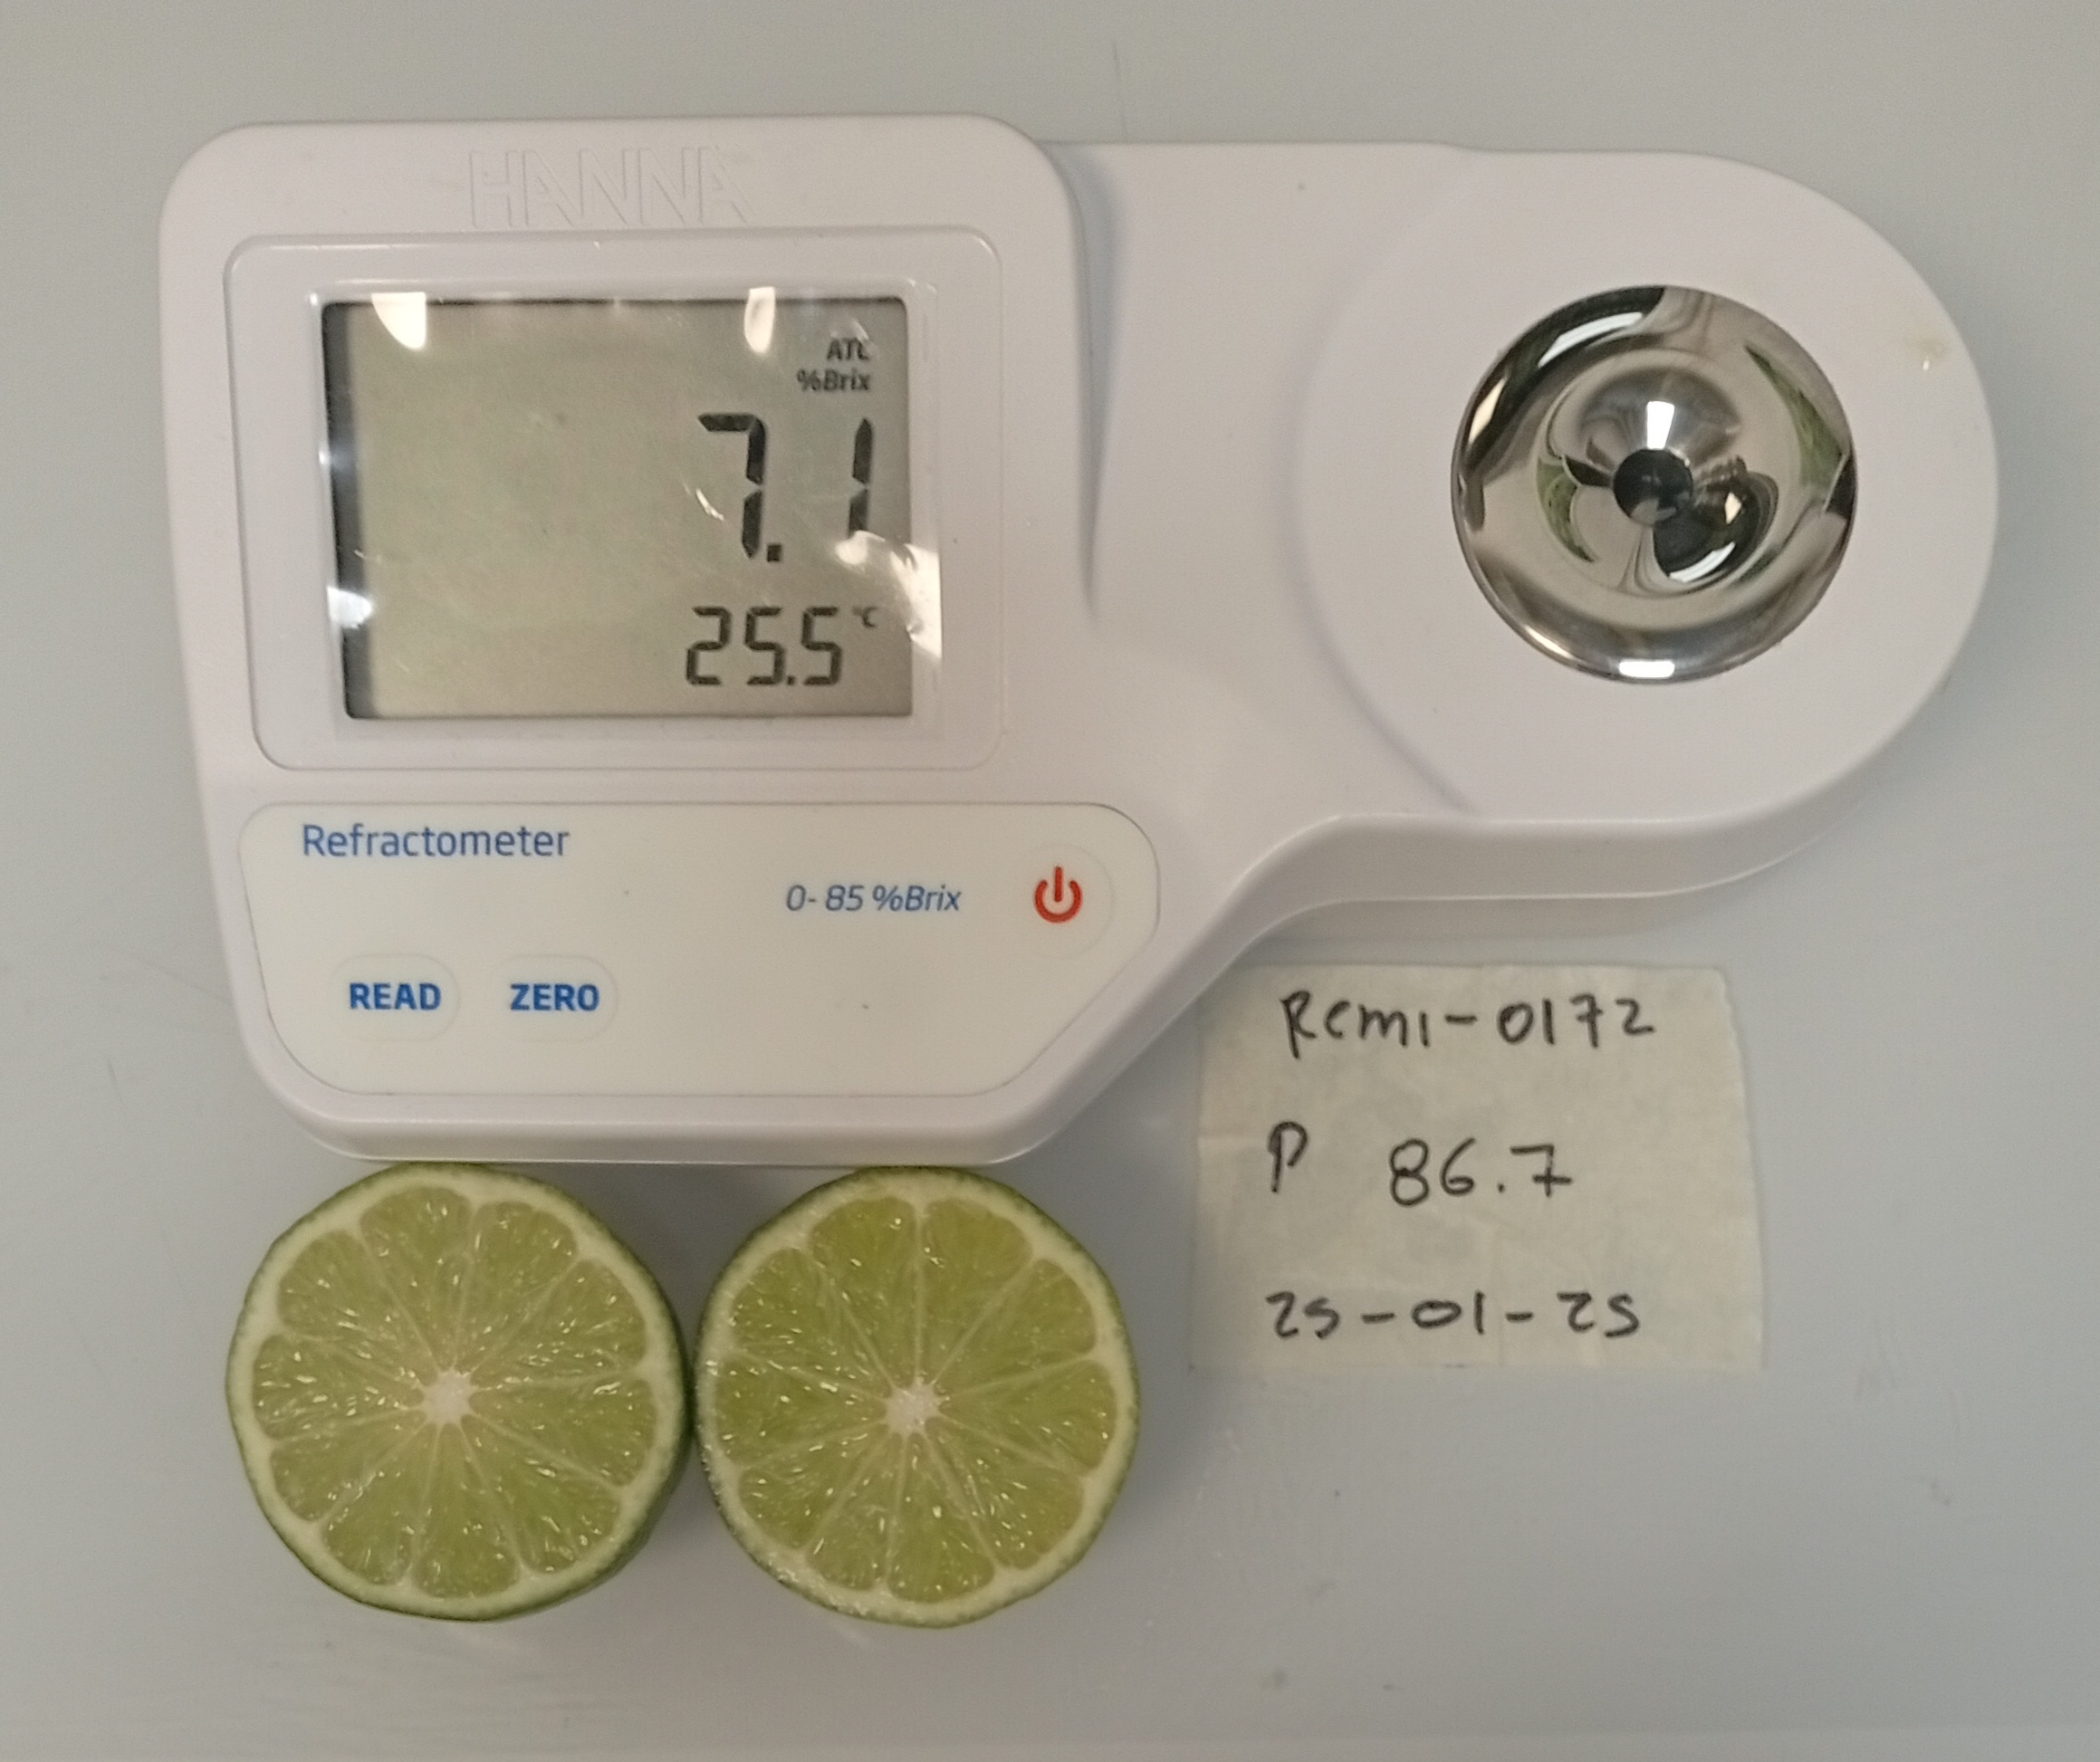 HANNA
ATC
%Brix
7.1
25.5 °C
Refractometer
0-85 %Brix
READ ZERO
Rcm1-0172
P 86.7
25-01-25